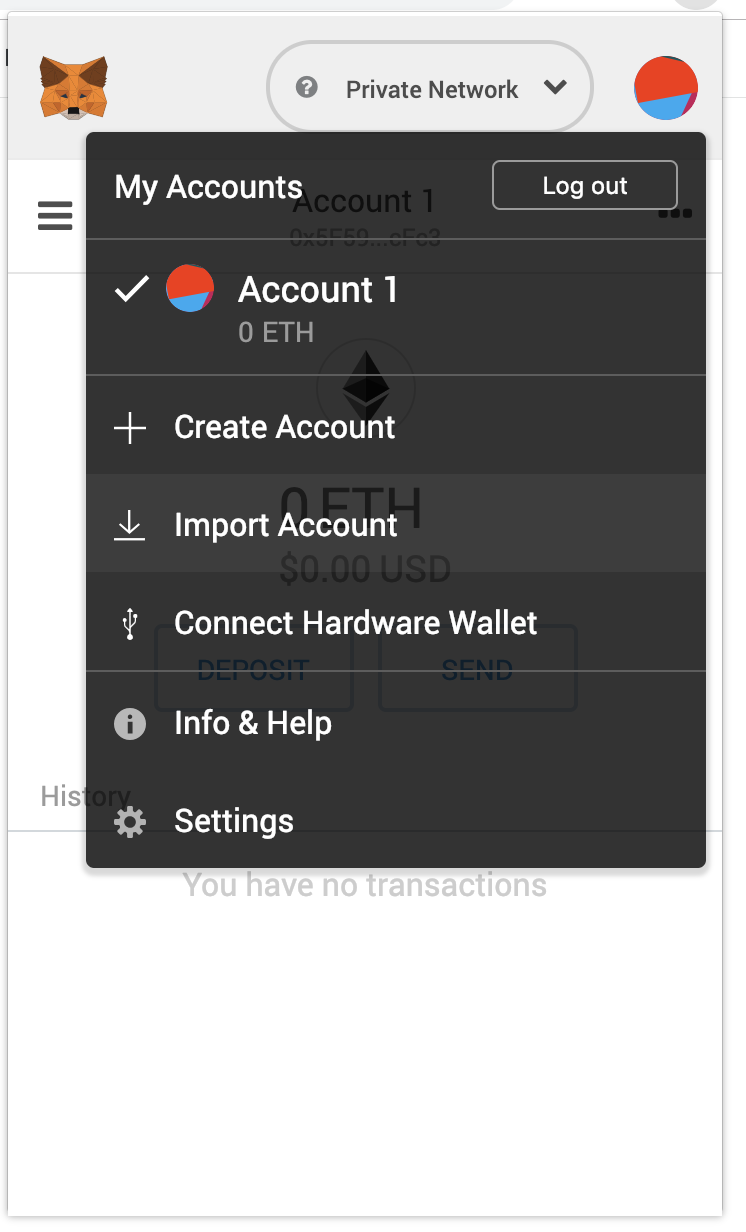 Private Network
My Accounts
Log out
Account 1
0x5F59...cFc3
Account 1
0 ETH
Create Account
0 ETH
Import Account
$0.00 USD
Connect Hardware Wallet
DEPOSIT SEND
Info & Help
History
Settings
You have no transactions